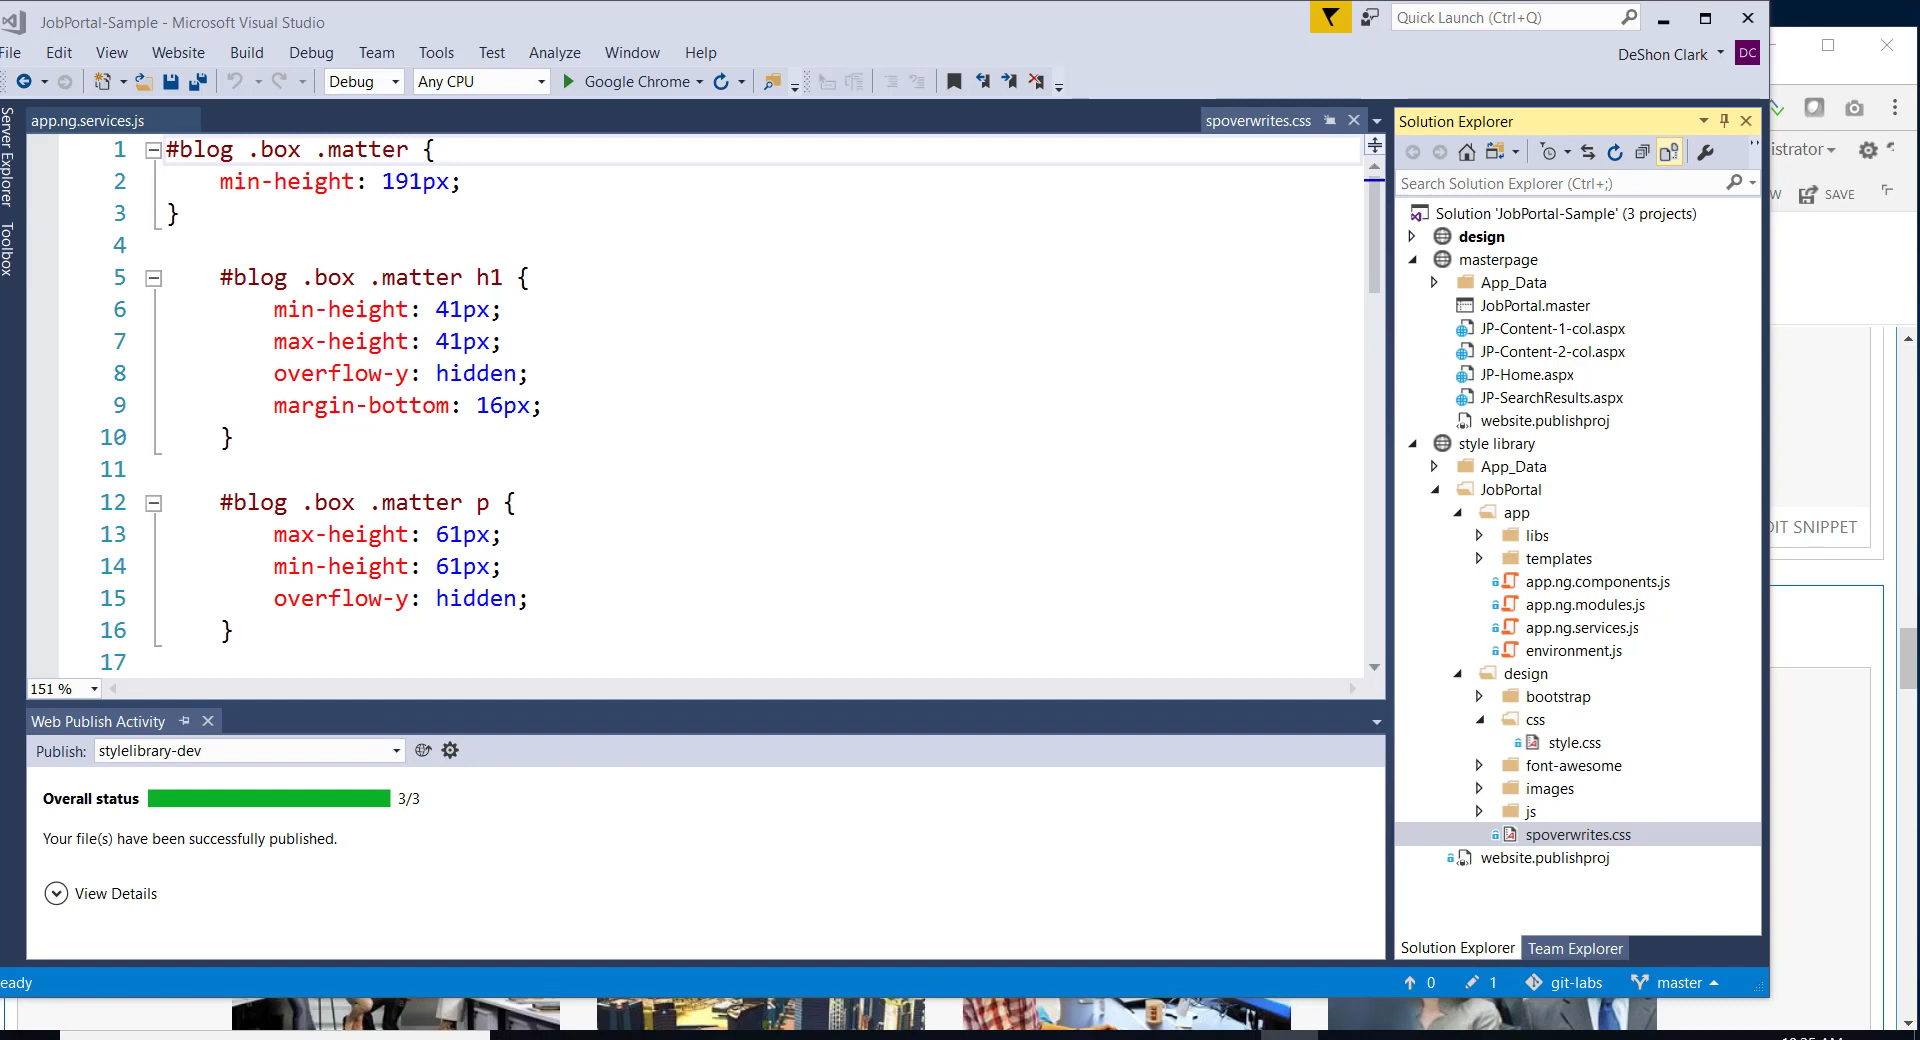 JobPortal-Sample - Microsoft Visual Studio
Quick Launch (Ctrl+Q)
File Edit View Website Build Debug Team Tools Test Analyze Window Help
DeShon Clark DC
Debug Any CPU Google Chrome
Server Explorer
Toolbox
app.ng.services.js
spoverwrites.css
1 #blog .box .matter {
2 min-height: 191px;
3 }
4
5 #blog .box .matter h1 {
6 min-height: 41px;
7 max-height: 41px;
8 overflow-y: hidden;
9 margin-bottom: 16px;
10 }
11
12 #blog .box .matter p {
13 max-height: 61px;
14 min-height: 61px;
15 overflow-y: hidden;
16 }
17
151 %
Web Publish Activity
Publish: stylelibrary-dev
Overall status 3/3
Your file(s) have been successfully published.
View Details
Solution Explorer
Search Solution Explorer (Ctrl+;)
Solution 'JobPortal-Sample' (3 projects)
design
masterpage
App_Data
JobPortal.master
JP-Content-1-col.aspx
JP-Content-2-col.aspx
JP-Home.aspx
JP-SearchResults.aspx
website.publishproj
style library
App_Data
JobPortal
app
libs
templates
app.ng.components.js
app.ng.modules.js
app.ng.services.js
environment.js
design
bootstrap
css
style.css
font-awesome
images
js
spoverwrites.css
website.publishproj
Solution Explorer Team Explorer
istrator
W SAVE
DIT SNIPPET
eady
0 1 git-labs master